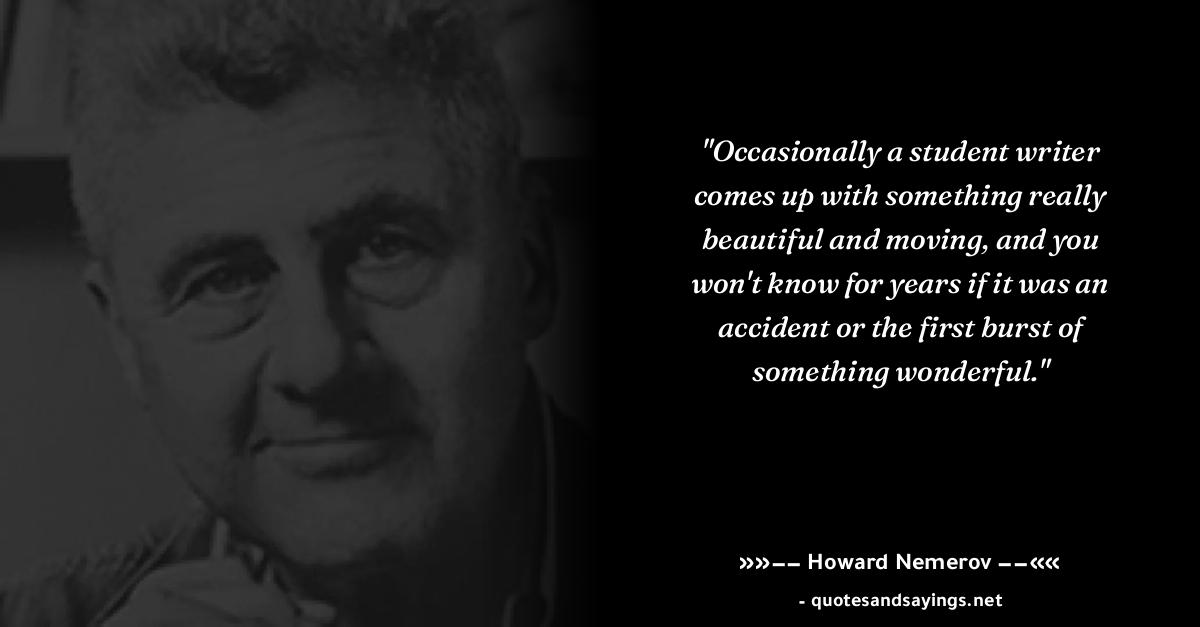 "Occasionally a student writer
comes up with something really
beautiful and moving, and you
won't know for years if it was an
accident or the first burst of
something wonderful."
»»−− Howard Nemerov −−««
- quotesandsayings.net